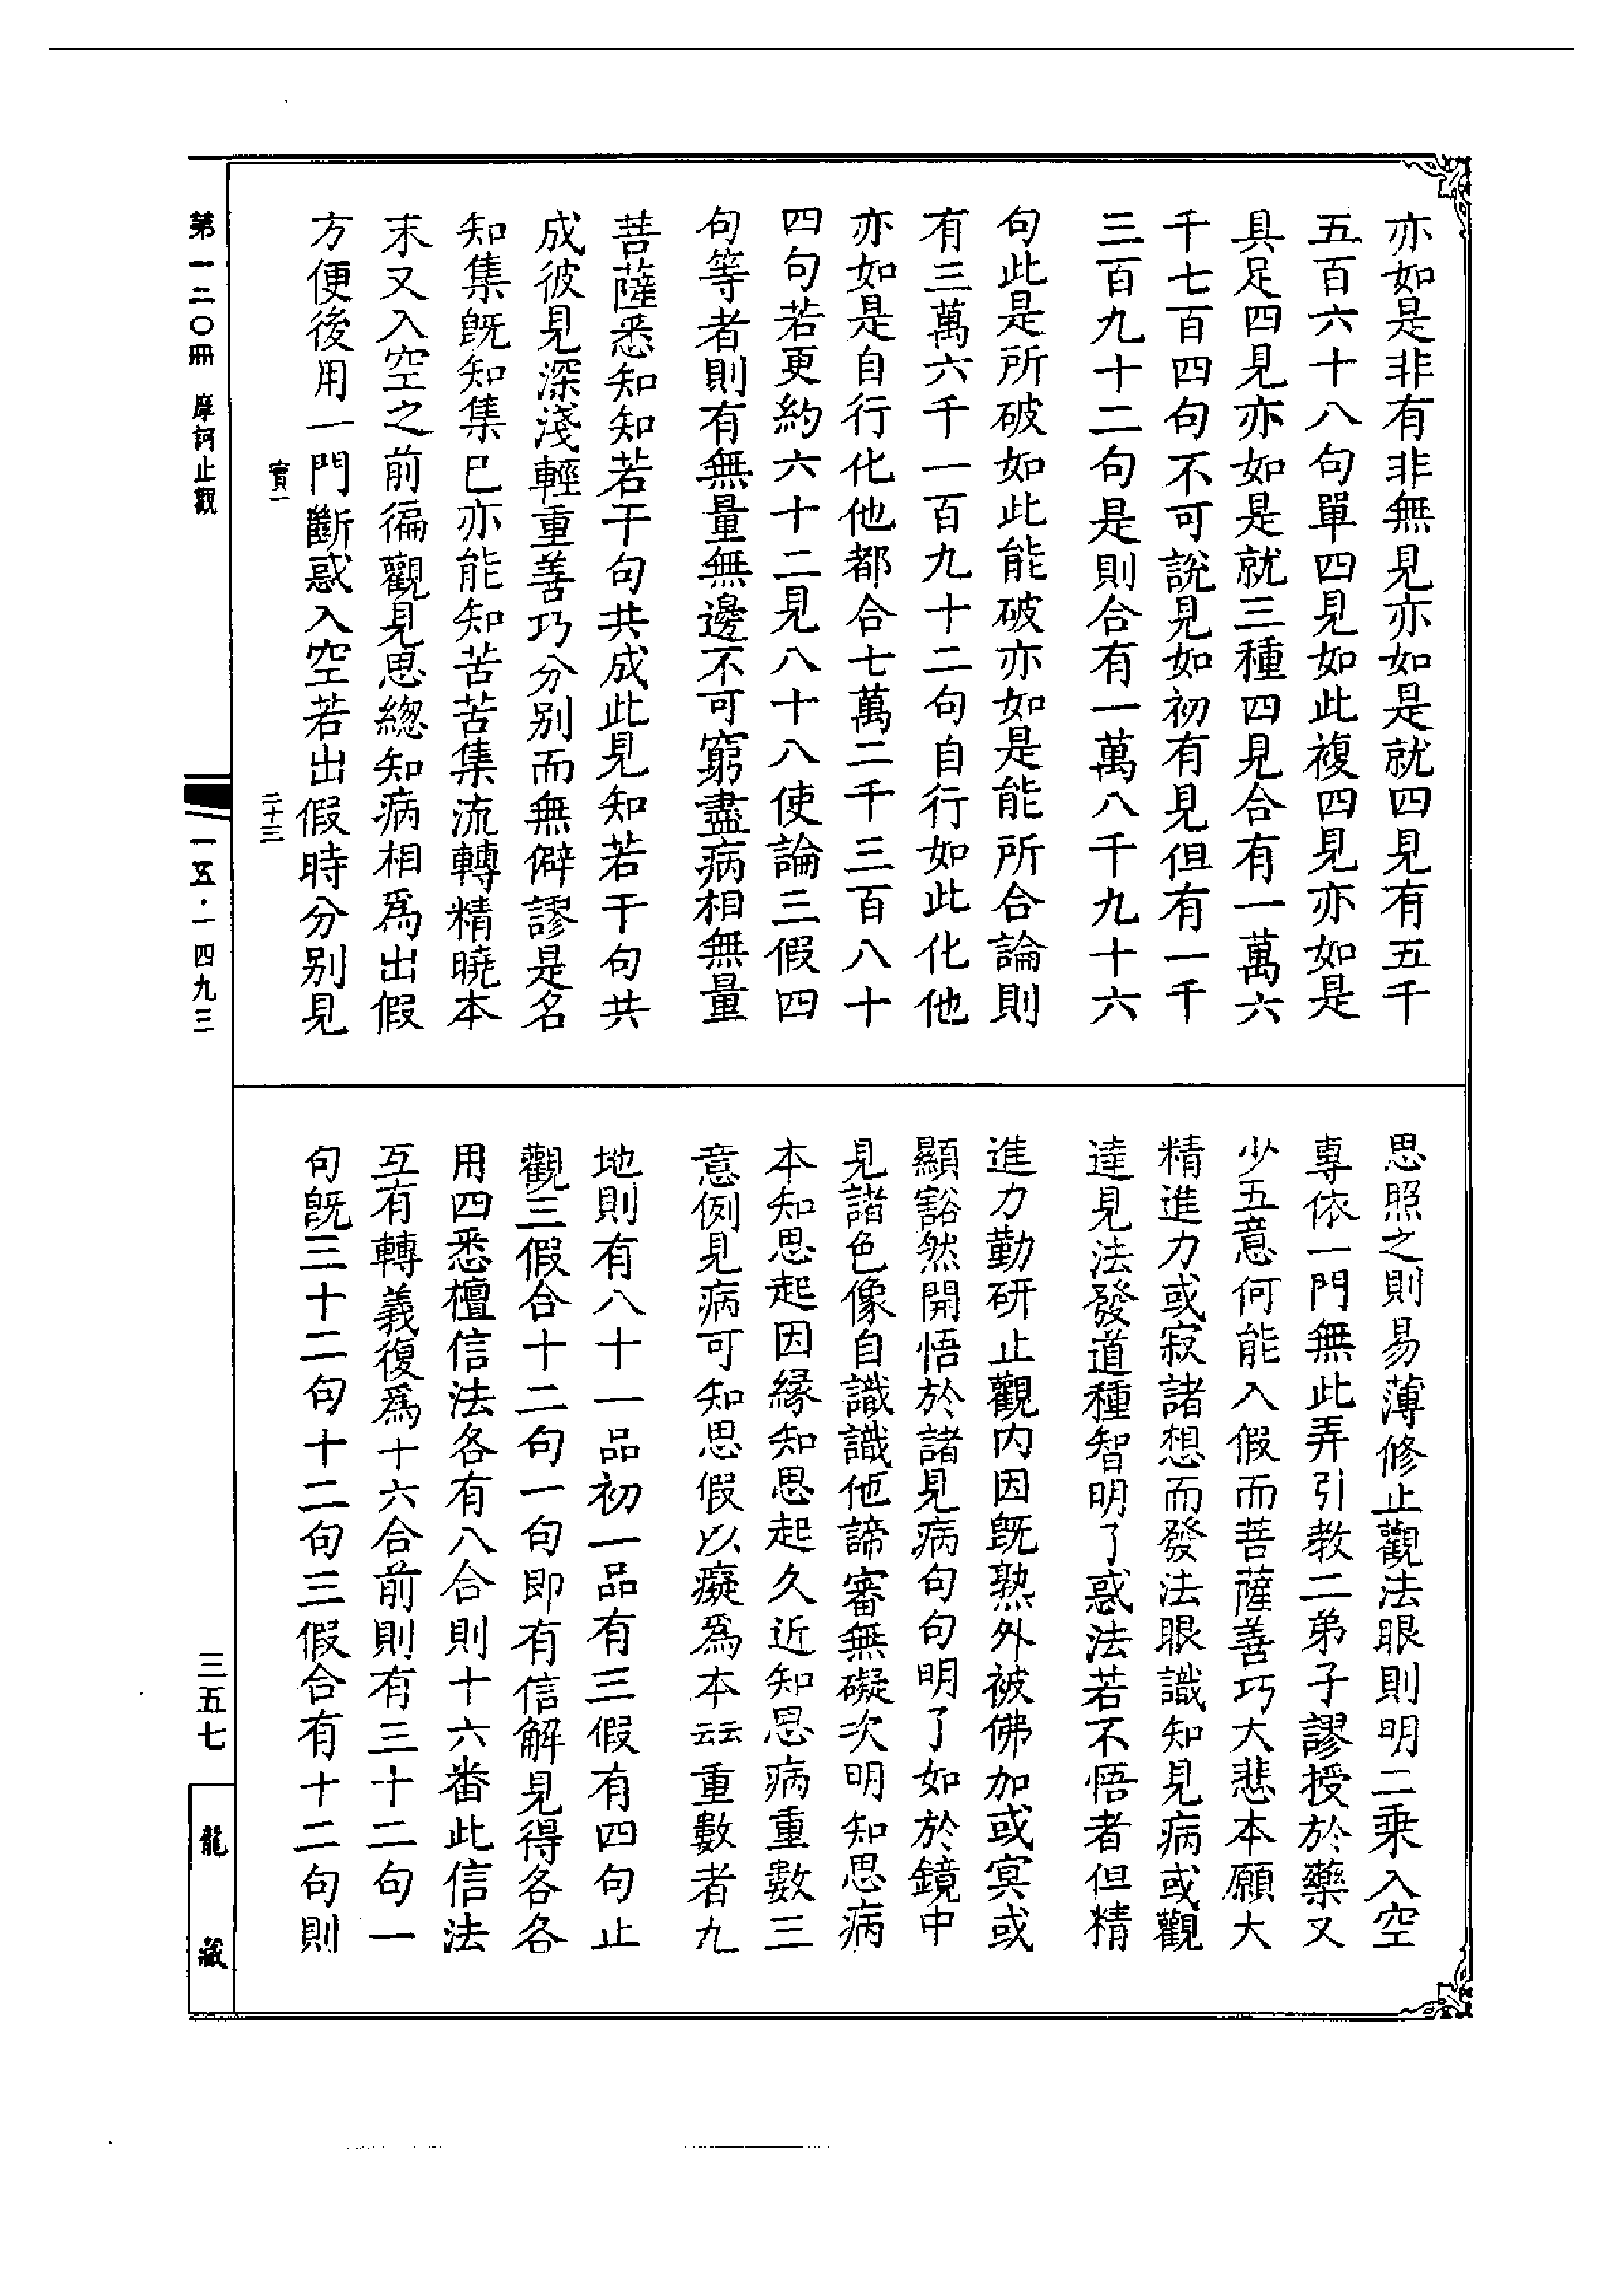 亦如是非有非無見亦如是就四見有五千
五百六十八句單四見如此複四見亦如是
具足四見亦如是就三種四見合有一萬六
千七百四句不可說見如初有見但有一千
三百九十二句是則合有一萬八千九十六
句此是所破如此能破亦如是能所合論則
有三萬六千一百九十二句自行如此化他
亦如是自行化他都合七萬二千三百八十
四句若更約六十二見八十八使論三假四
句等者則有無量無邊不可窮盡病相無量
菩薩悉知知若干句共成此見知若干句共
成彼見深淺輕重善巧分別而無僻謬是名
知集既知集已亦能知苦苦集流轉精曉本
末又入空之前徧觀見思總知病相爲出假
方便後用一門斷惑入空若出假時分別見
思照之則易薄修止觀法眼則明二乘入空
專依一門無此弄引教二弟子謬授於藥又
少五意何能入假而菩薩善巧大悲本願大
精進力或寂諸想而發法眼識知見病或觀
達見法發道種智明了惑法若不悟者但精
進力勤研止觀内因既熟外被佛加或冥或
顯豁然開悟於諸見病句句明了如於鏡中
見諸色像自識識他諦審無礙次明知思病
本知思起因緣知思起久近知思病重數三
意例見病可知思假以癡爲本云云重數者九
地則有八十一品初一品有三假有四句止
觀三假合十二句一句即有信解見得各各
用四悉檀信法各有八合則十六番此信法
互有轉義復爲十六合前則有三十二句一
句既三十二句十二句三假合有十二句則
實一
二十三
第一二〇冊 摩訶止觀
一五·一四九三
三五七
龍藏